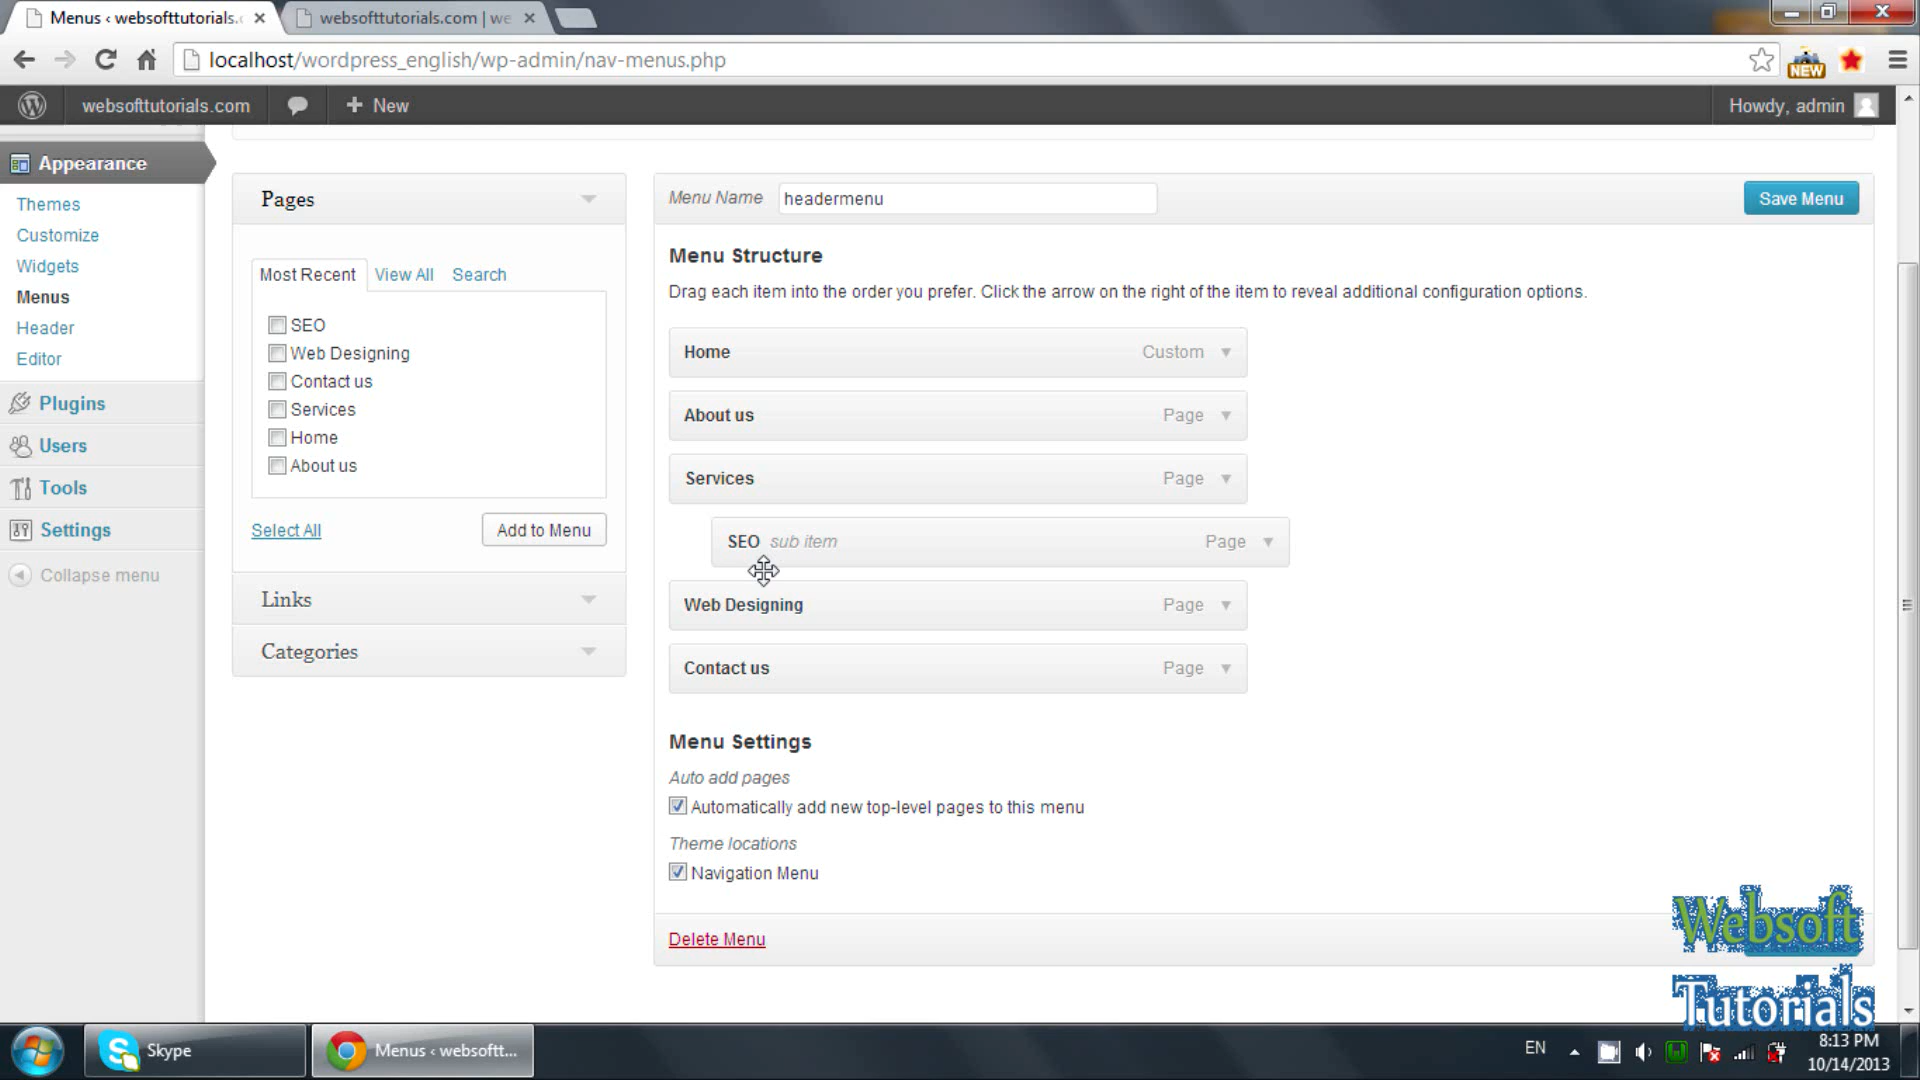 Menus ‹ websofttutorials.c
websofttutorials.com | we
localhost/wordpress_english/wp-admin/nav-menus.php
NEW
websofttutorials.com
New
Howdy, admin
Appearance
Themes
Customize
Widgets
Menus
Header
Editor
Plugins
Users
Tools
Settings
Collapse menu
Pages
Most Recent
View All
Search
SEO
Web Designing
Contact us
Services
Home
About us
Select All
Add to Menu
Links
Categories
Menu Name
headermenu
Save Menu
Menu Structure
Drag each item into the order you prefer. Click the arrow on the right of the item to reveal additional configuration options.
Home Custom
About us Page
Services Page
SEO sub item Page
Web Designing Page
Contact us Page
Menu Settings
Auto add pages
Automatically add new top-level pages to this menu
Theme locations
Navigation Menu
Delete Menu
Websoft
Tutorials
Skype
Menus ‹ websoftt...
EN
8:13 PM
10/14/2013